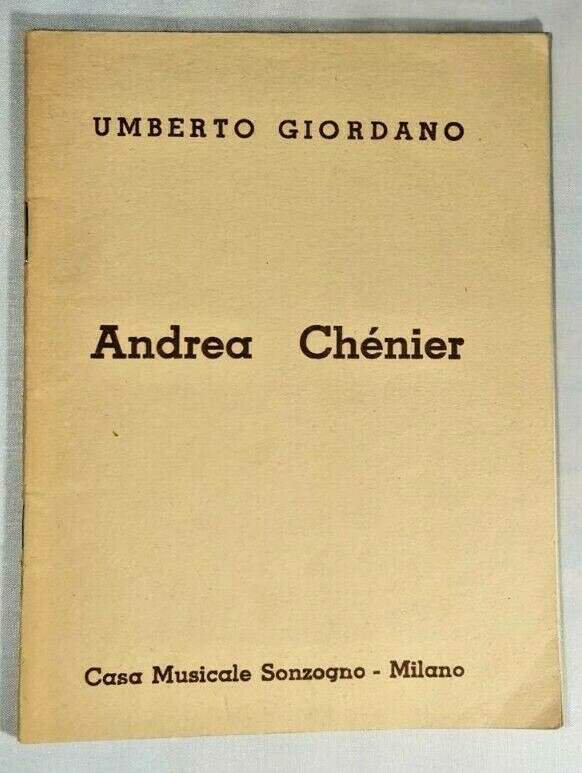 UMBERTO GIORDANO
Andrea Chénier
Casa Musicale Sonzogno - Milano